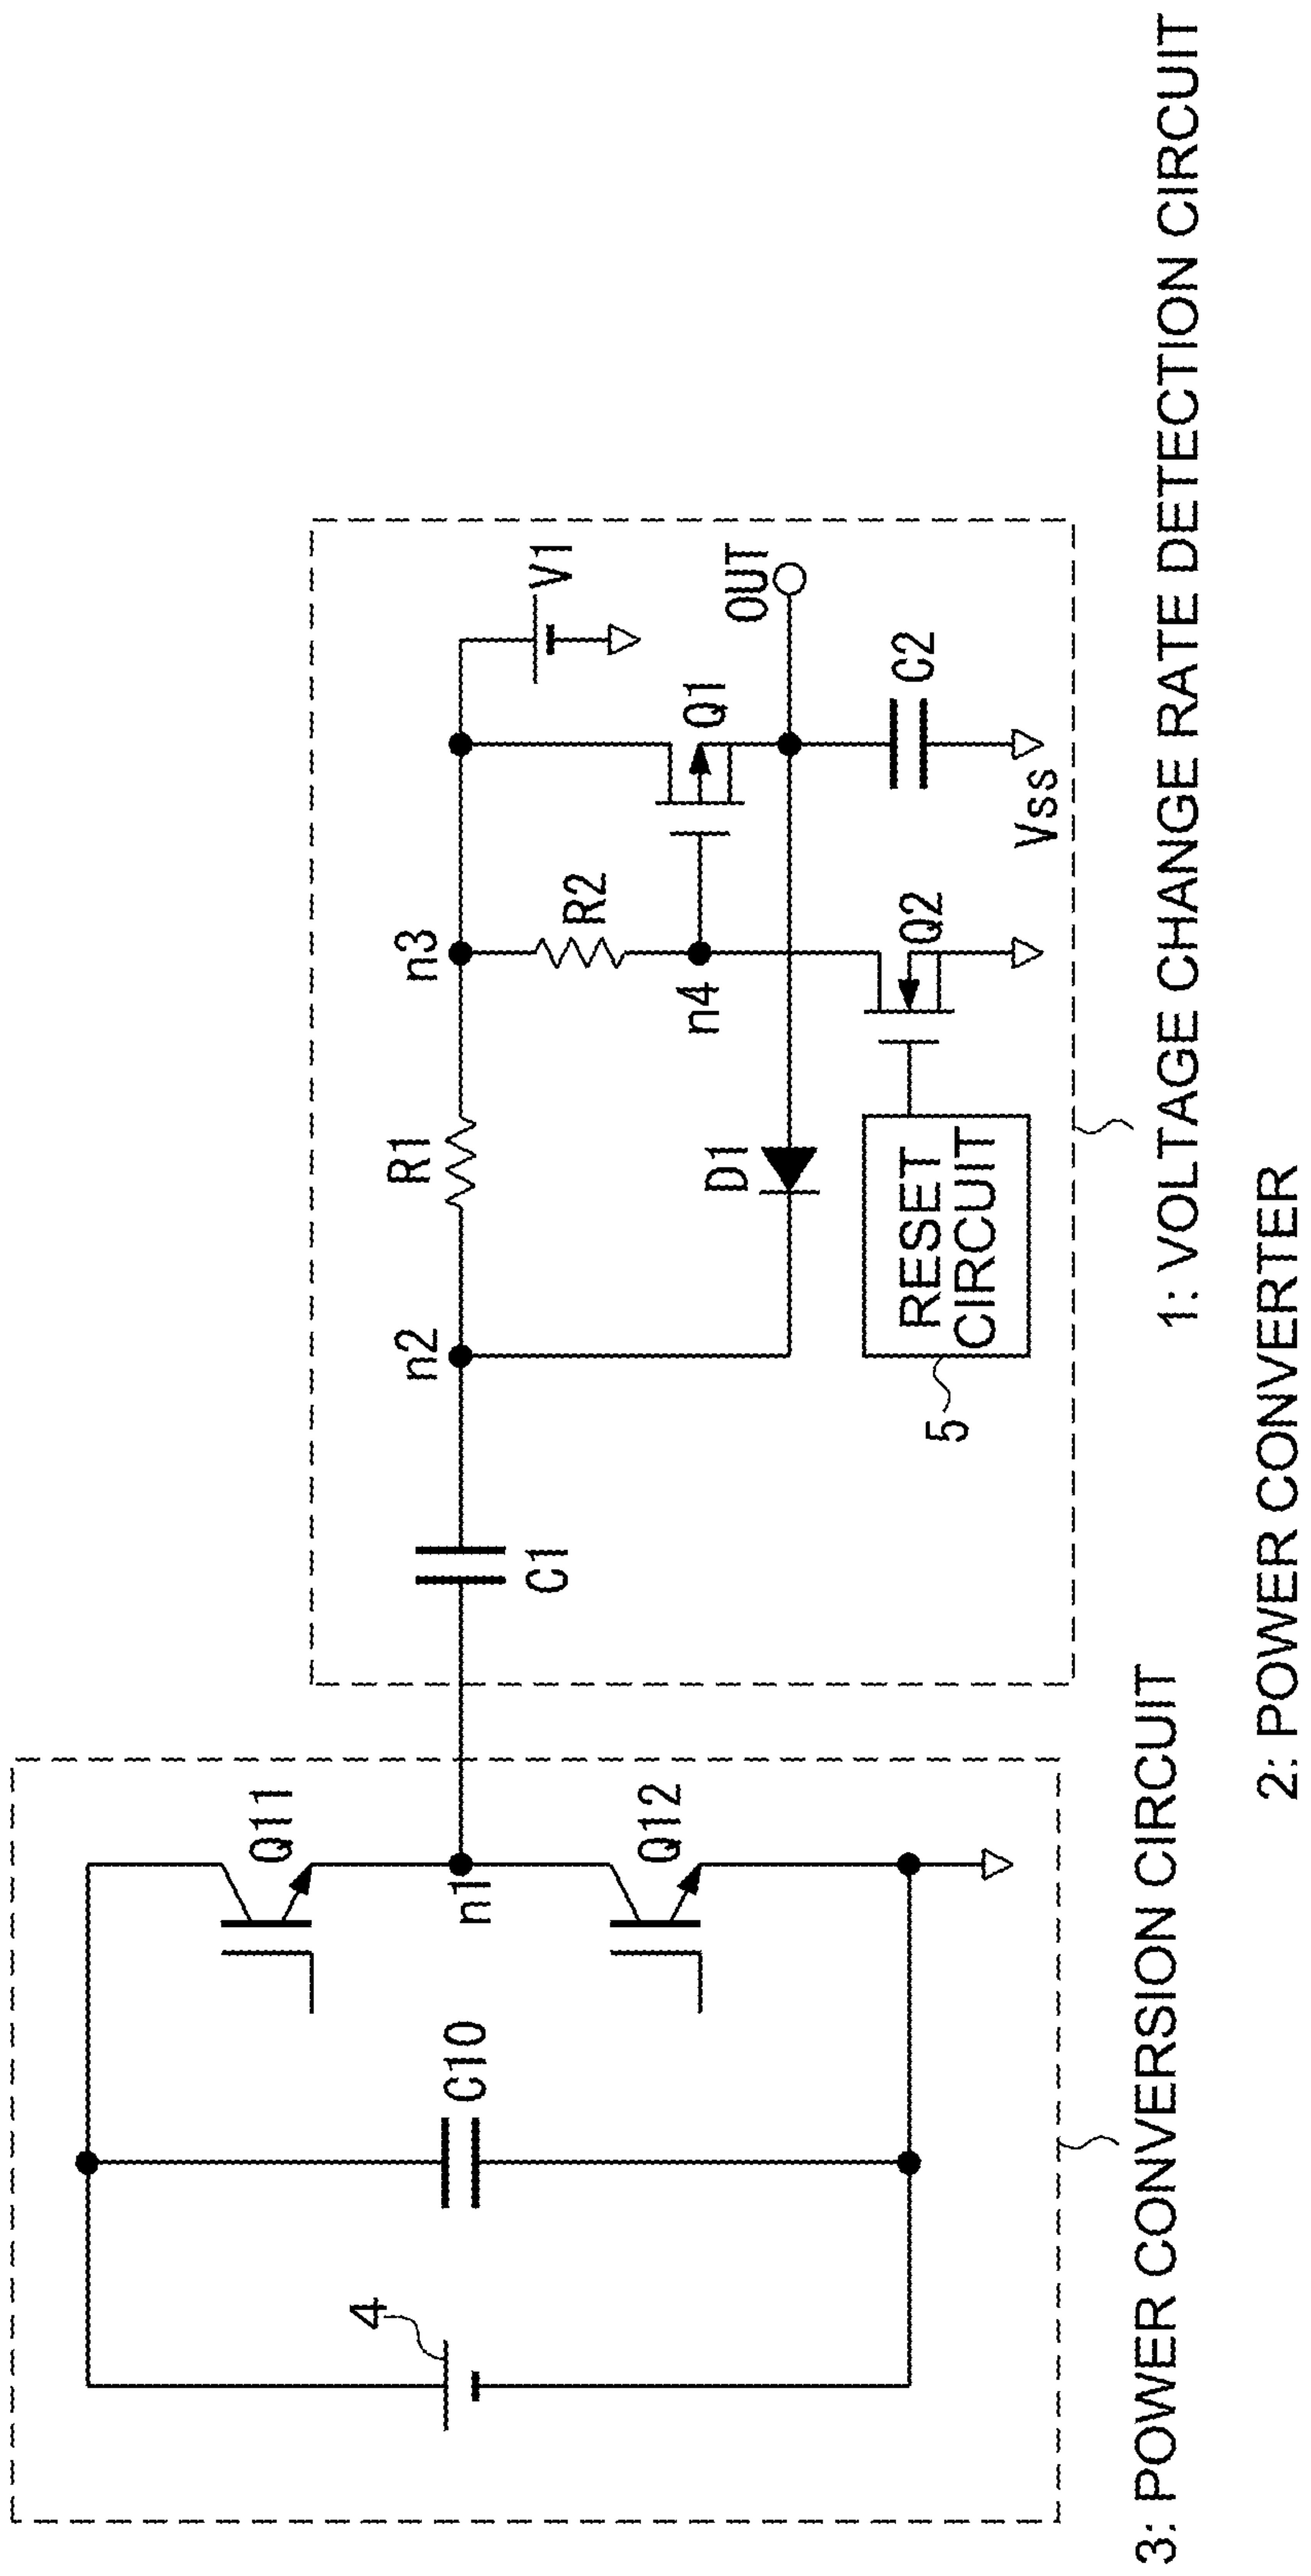 4
C10
Q11
n1
Q12
C1
n2
R1
n3
V1
R2
n4
Q1
OUT
D1
C2
Q2
Vss
RESET
CIRCUIT
5
3: POWER CONVERSION CIRCUIT
1: VOLTAGE CHANGE RATE DETECTION CIRCUIT
2: POWER CONVERTER